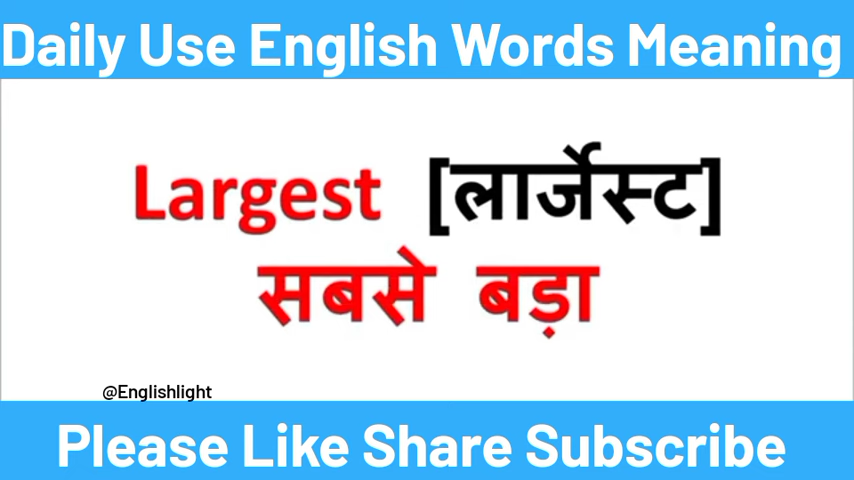 Daily Use English Words Meaning
Largest [लार्जेस्ट]
सबसे बड़ा
@Englishlight
Please Like Share Subscribe